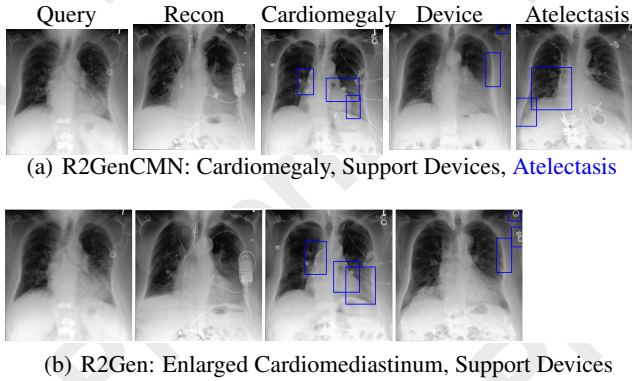 Query Recon Cardiomegaly Device Atelectasis
(a) R2GenCMN: Cardiomegaly, Support Devices, Atelectasis
(b) R2Gen: Enlarged Cardiomediastinum, Support Devices